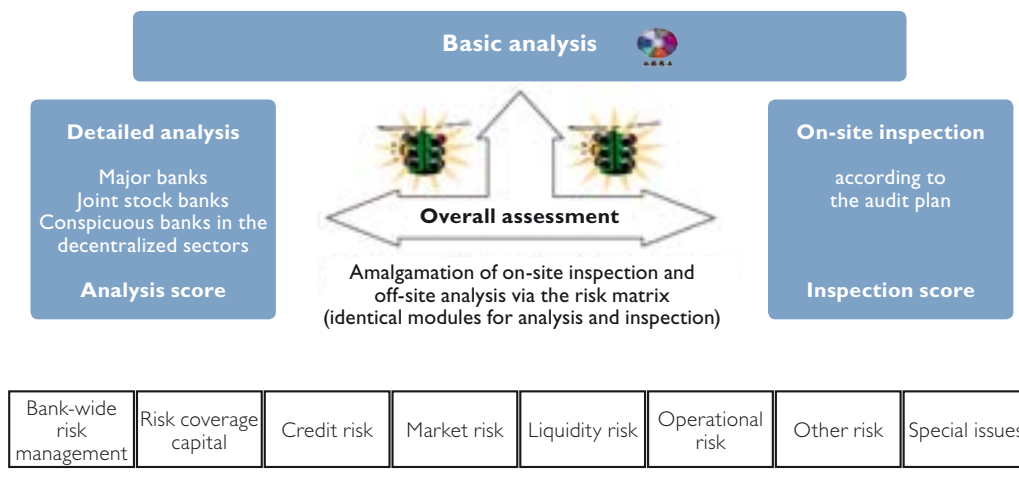 Basic analysis
Detailed analysis
Major banks
Joint stock banks
Conspicuous banks in the
decentralized sectors
Analysis score
Overall assessment
Amalgamation of on-site inspection and
off-site analysis via the risk matrix
(identical modules for analysis and inspection)
On-site inspection
according to
the audit plan
Inspection score
Bank-wide
risk
management
Risk coverage
capital
Credit risk
Market risk
Liquidity risk
Operational
risk
Other risk
Special issues